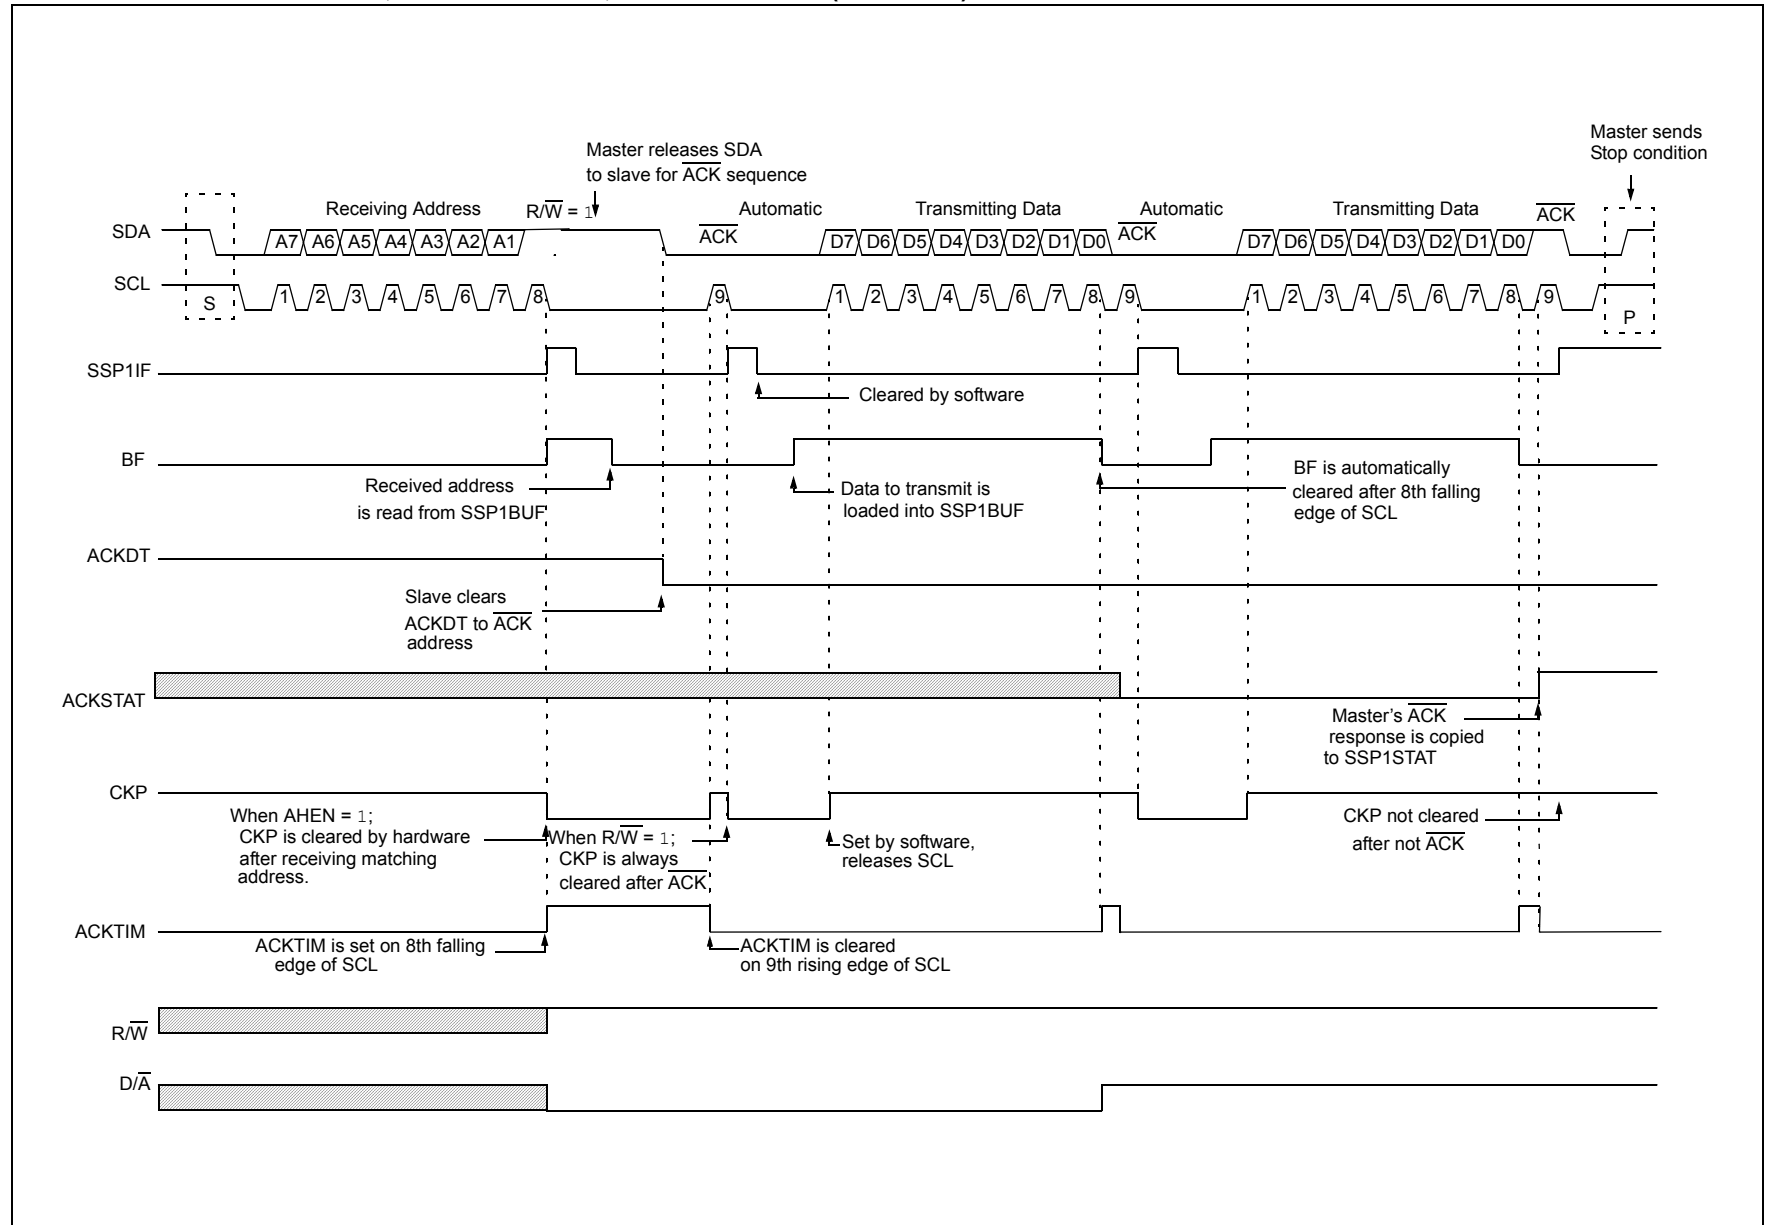 Master sends
Stop condition
Master releases SDA
to slave for ACK sequence
Receiving Address
R/W = 1
Automatic
Transmitting Data
Automatic
Transmitting Data
ACK
SDA
A7 A6 A5 A4 A3 A2 A1
ACK
D7 D6 D5 D4 D3 D2 D1 D0
ACK
D7 D6 D5 D4 D3 D2 D1 D0
SCL
S
1 2 3 4 5 6 7 8
9
1 2 3 4 5 6 7 8 9
1 2 3 4 5 6 7 8 9
P
SSP1IF
Cleared by software
BF
Received address
is read from SSP1BUF
Data to transmit is
loaded into SSP1BUF
BF is automatically
cleared after 8th falling
edge of SCL
ACKDT
Slave clears
ACKDT to ACK
address
ACKSTAT
Master's ACK
response is copied
to SSP1STAT
CKP
When AHEN = 1;
CKP is cleared by hardware
after receiving matching
address.
When R/W = 1;
CKP is always
cleared after ACK
Set by software,
releases SCL
CKP not cleared
after not ACK
ACKTIM
ACKTIM is set on 8th falling
edge of SCL
ACKTIM is cleared
on 9th rising edge of SCL
R/W
D/A